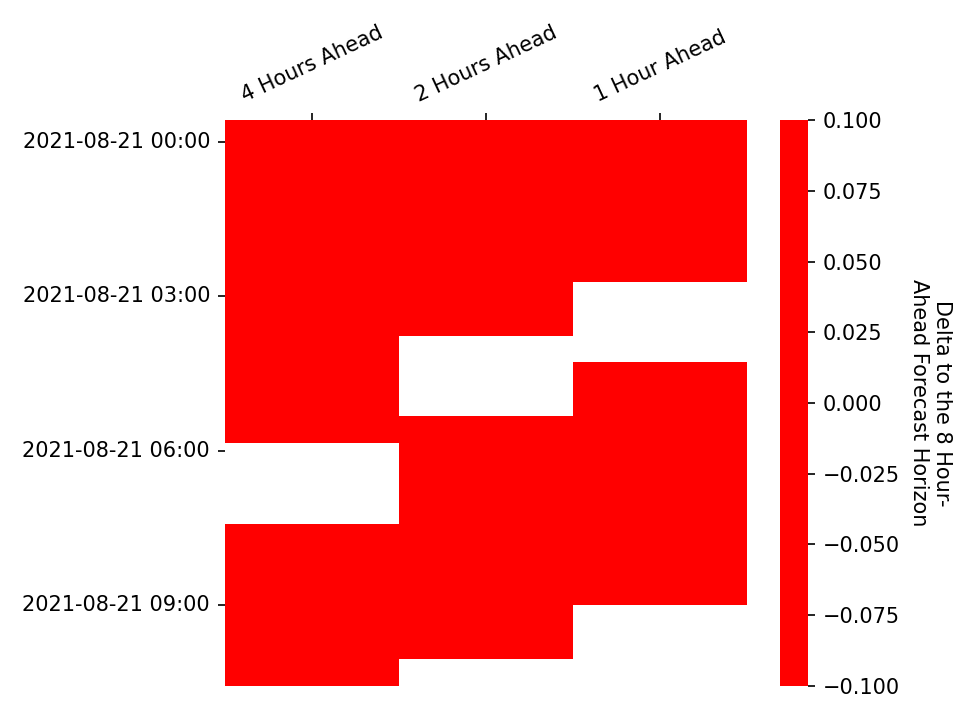 4 Hours Ahead
2 Hours Ahead
1 Hour Ahead
2021-08-21 00:00
2021-08-21 03:00
2021-08-21 06:00
2021-08-21 09:00
0.100
0.075
0.050
0.025
0.000
−0.025
−0.050
−0.075
−0.100
Delta to the 8 Hour-
Ahead Forecast Horizon